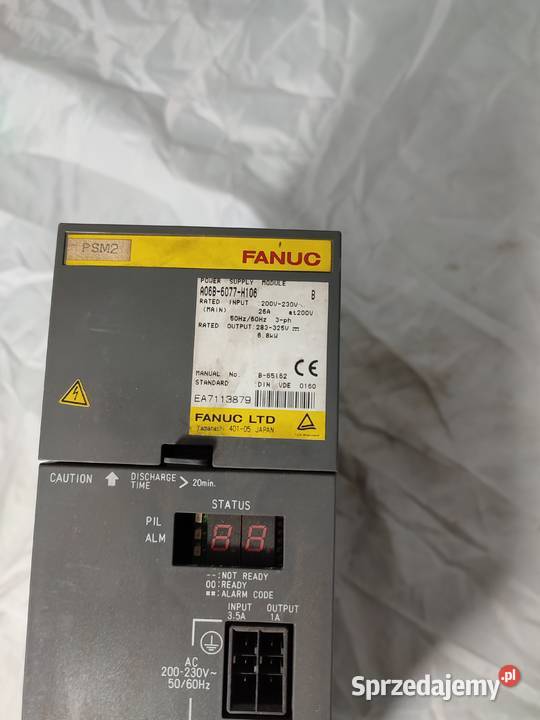 PSM2
FANUC
POWER SUPPLY MODULE
A06B-6077-H106 B
RATED INPUT 200V-230V~
(MAIN) 26A at200V
50Hz/60Hz 3-ph
RATED OUTPUT 283-325V
6.8kW
MANUAL No. B-65162
STANDARD DIN VDE 0160
CE
EA7113879
FANUC LTD
Yamanashi 401-05 JAPAN
CAUTION DISCHARGE TIME > 20min.
STATUS
PIL
ALM
88
--:NOT READY
00:READY
##:ALARM CODE
INPUT OUTPUT
3.5A 1A
AC
200-230V~
50/60Hz
Sprzedajemy.pl